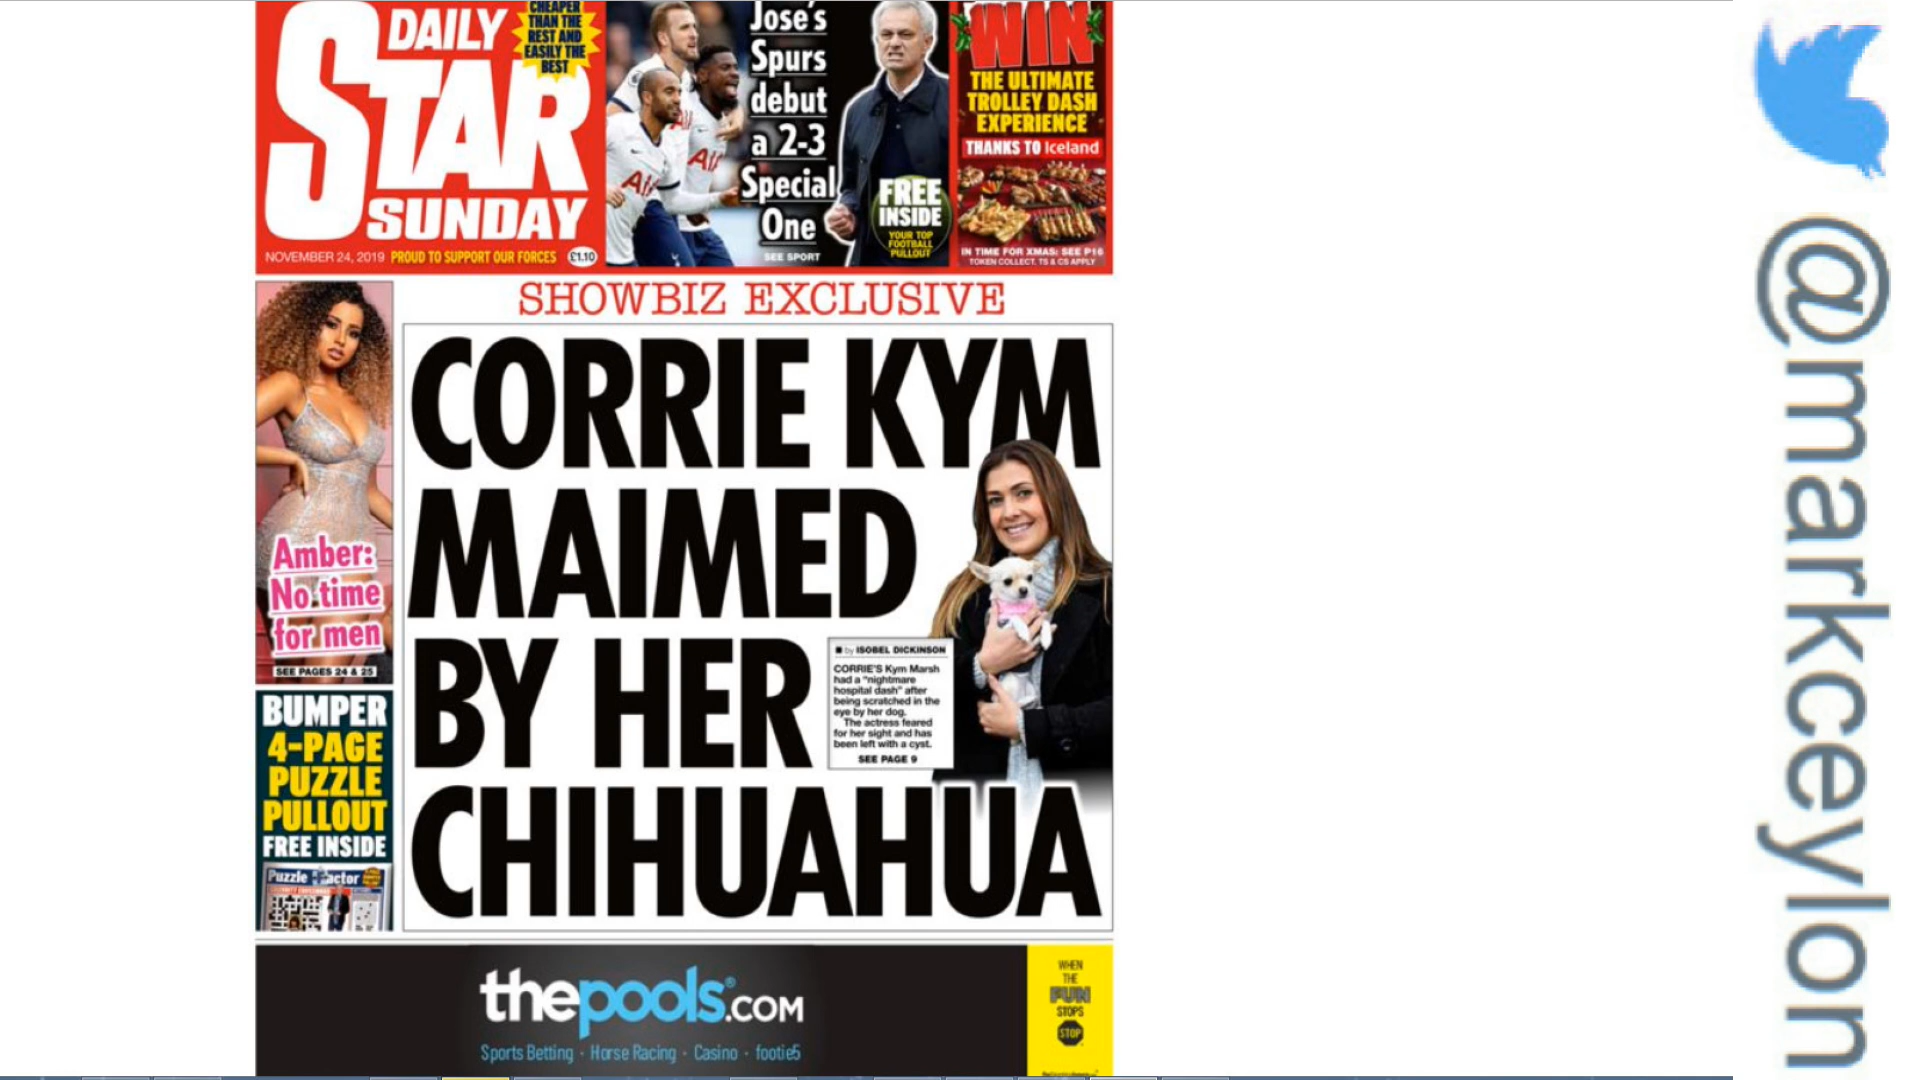 DAILY
STAR
SUNDAY
CHEAPER
THAN THE
REST AND
EASILY THE
BEST
NOVEMBER 24, 2019 PROUD TO SUPPORT OUR FORCES £1.10
José's
Spurs
debut
a 2-3
Special
One
SEE SPORT
FREE
INSIDE
YOUR TOP
FOOTBALL
PULLOUT
WIN
THE ULTIMATE
TROLLEY DASH
EXPERIENCE
THANKS TO Iceland
IN TIME FOR XMAS: SEE P16
TOKEN COLLECT. TS & CS APPLY
SHOWBIZ EXCLUSIVE
CORRIE KYM
MAIMED
BY HER
CHIHUAHUA
by ISOBEL DICKINSON
CORRIE'S Kym Marsh
had a "nightmare
hospital dash" after
being scratched in the
eye by her dog.
The actress feared
for her sight and has
been left with a cyst.
SEE PAGE 9
Amber:
No time
for men
SEE PAGES 24 & 25
BUMPER
4-PAGE
PUZZLE
PULLOUT
FREE INSIDE
Puzzle Factor
thepools.COM
Sports Betting · Horse Racing · Casino · footie5
WHEN
THE
FUN
STOPS
STOP
@markceylon